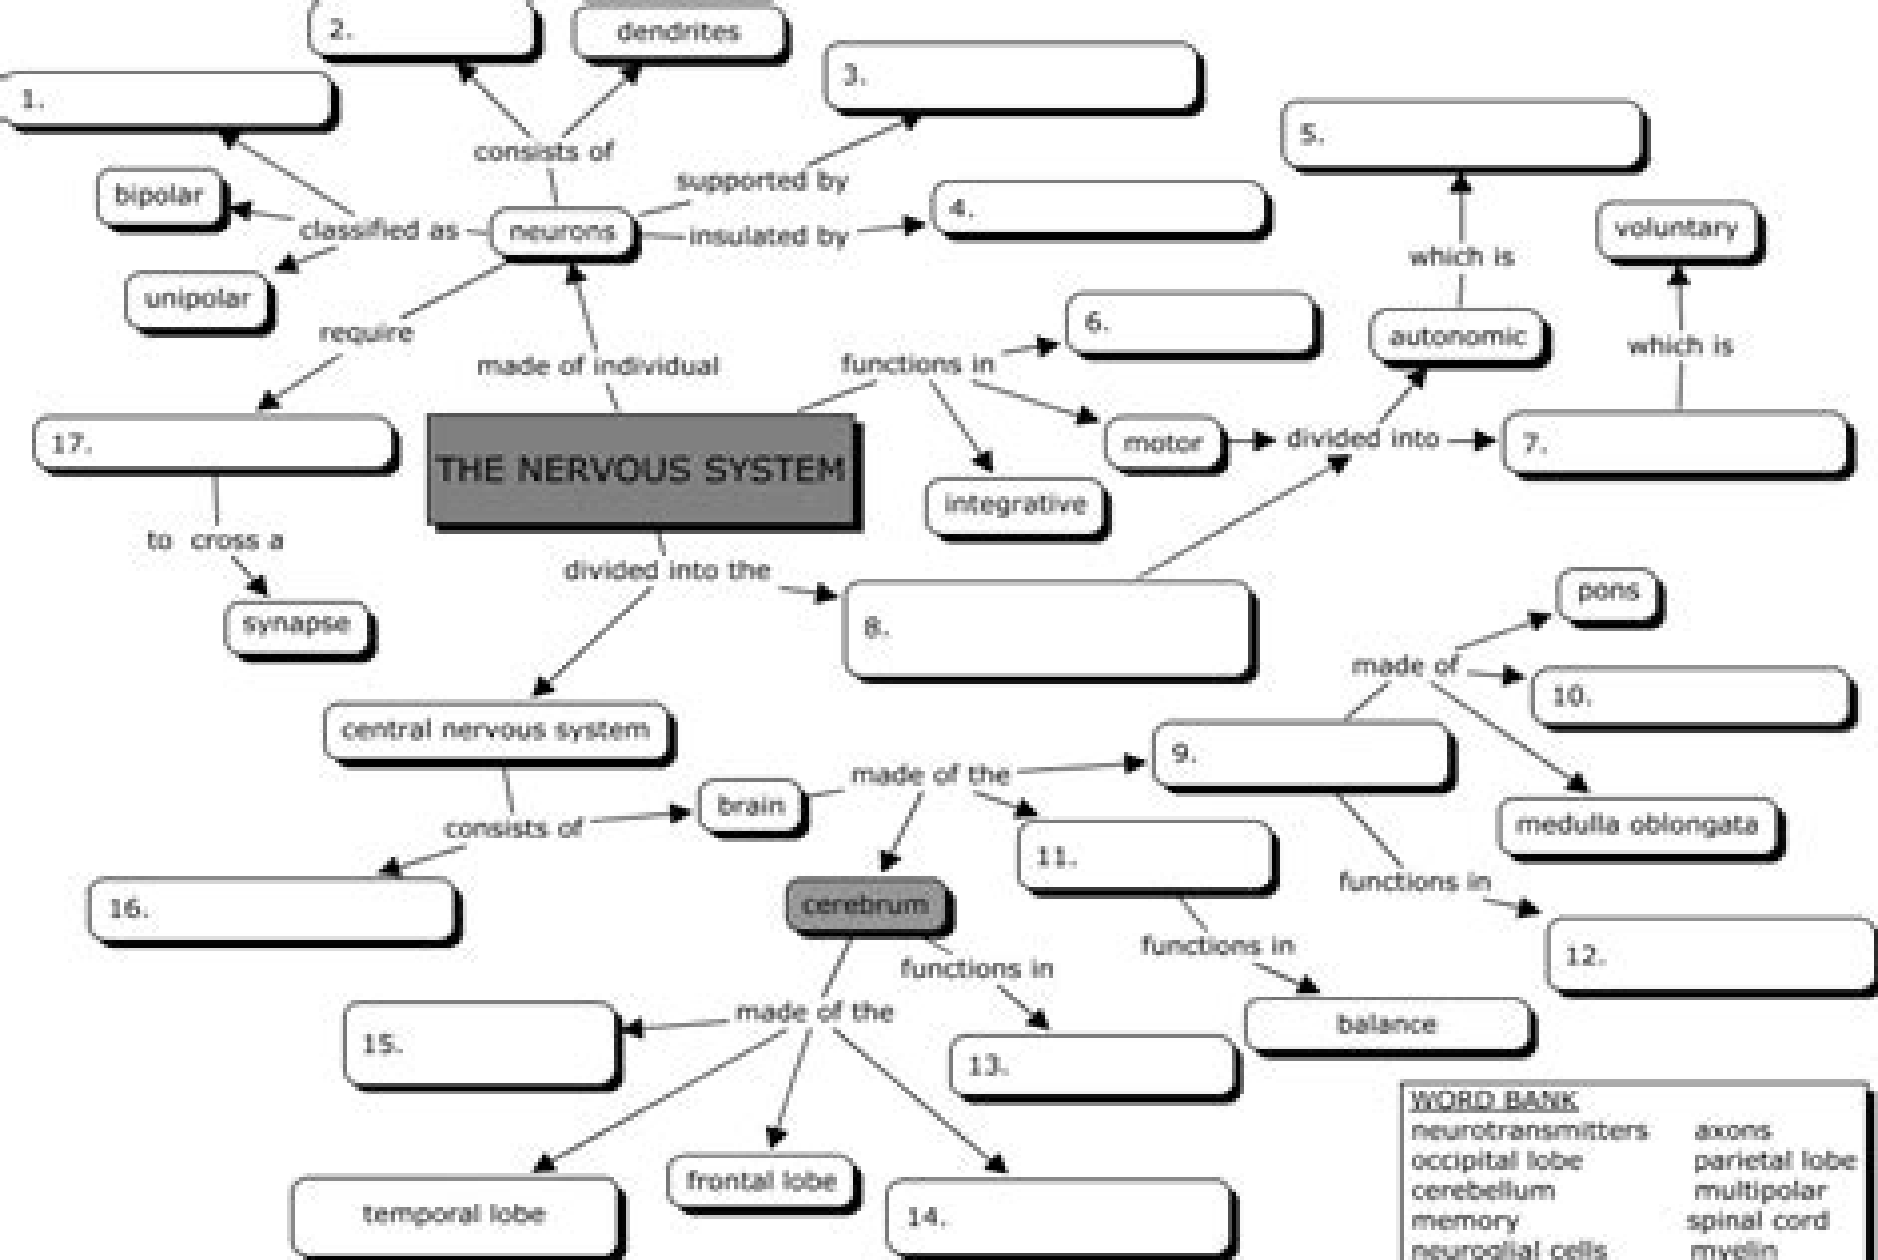 2.
dendrites
3.
1.
5.
consists of
bipolar
supported by
4.
classified as
neurons
insulated by
voluntary
which is
unipolar
6.
require
autonomic
which is
made of individual
functions in
17.
THE NERVOUS SYSTEM
motor
divided into
7.
integrative
to cross a
divided into the
synapse
8.
pons
made of
10.
central nervous system
9.
made of the
brain
consists of
medulla oblongata
11.
functions in
16.
cerebrum
functions in
12.
functions in
made of the
balance
15.
13.
frontal lobe
temporal lobe
14.
WORD BANK
neurotransmitters axons
occipital lobe parietal lobe
cerebellum multipolar
memory spinal cord
neuroglial cells myelin